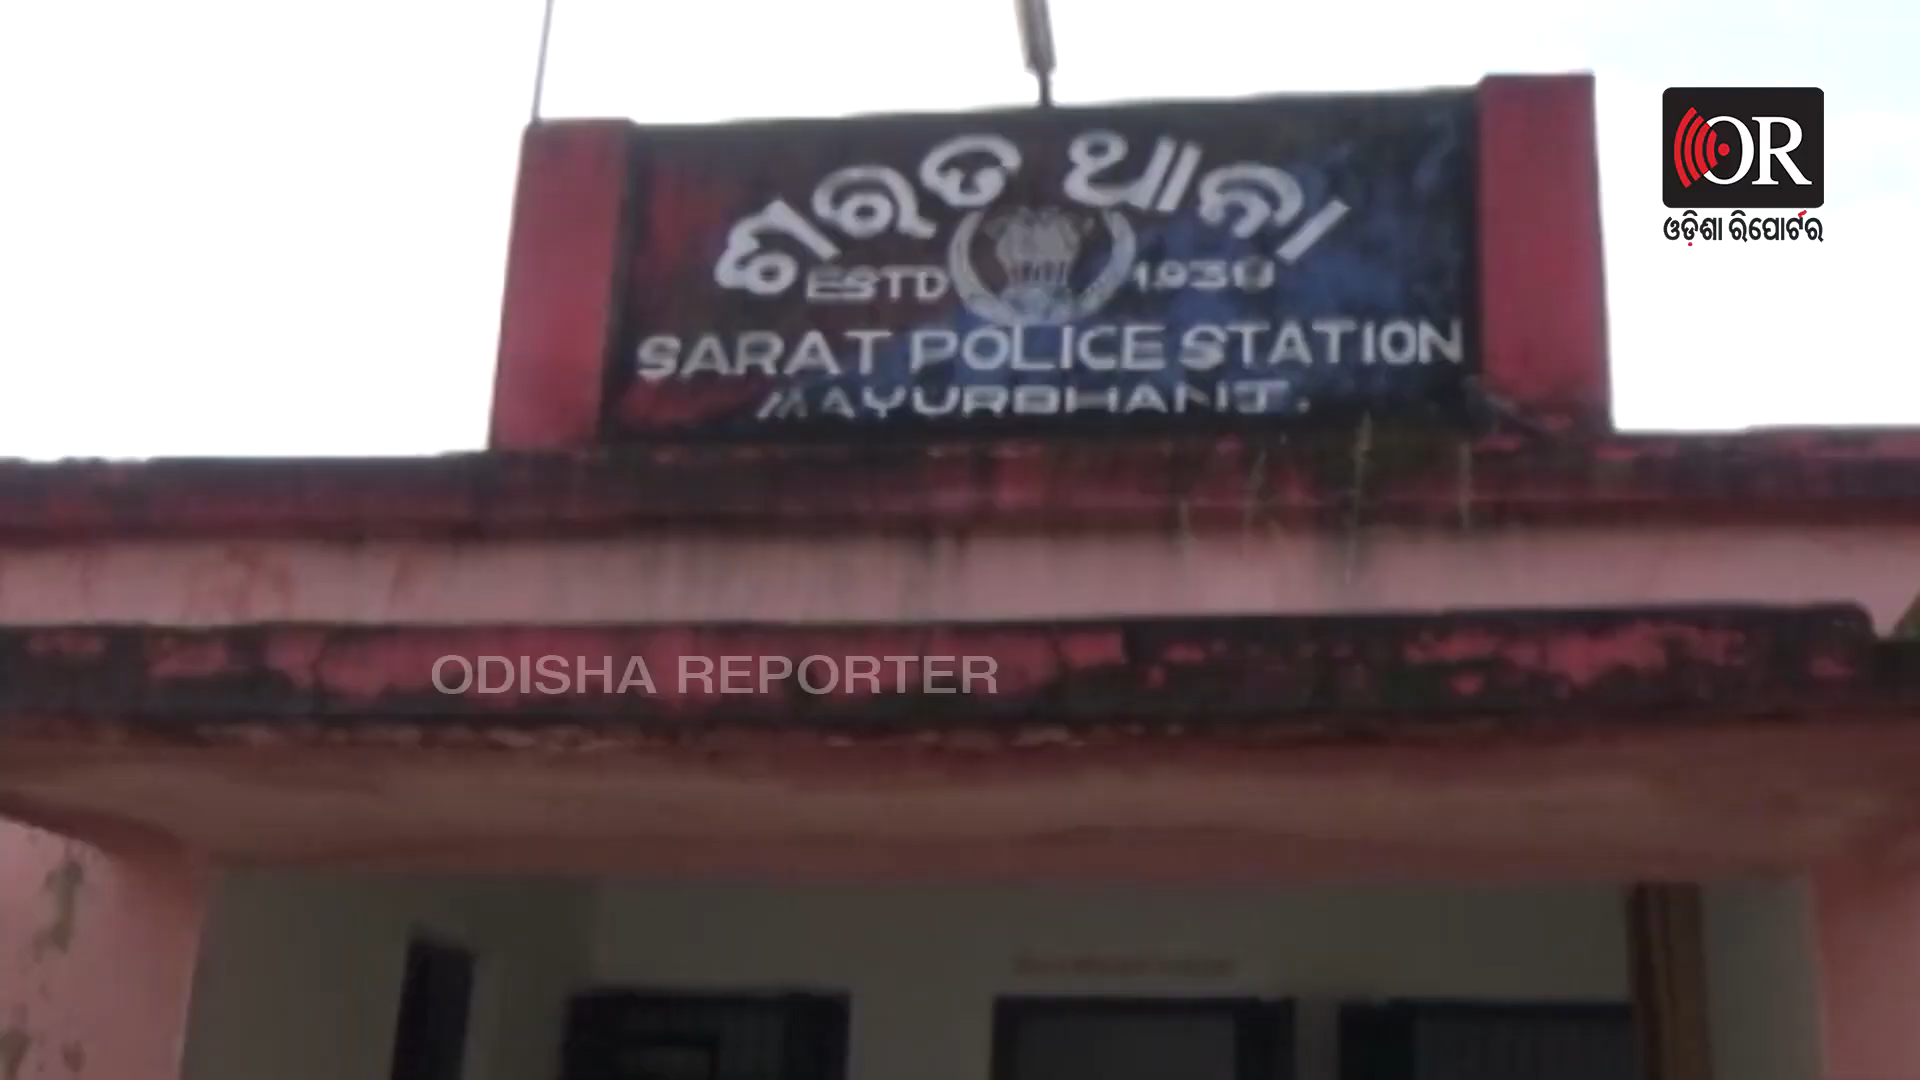 ଶରତ ଥାନା
ESTD 1938
SARAT POLICE STATION
MAYURBHANJ.
OR
ଓଡ଼ିଶା ରିପୋର୍ଟର
ODISHA REPORTER